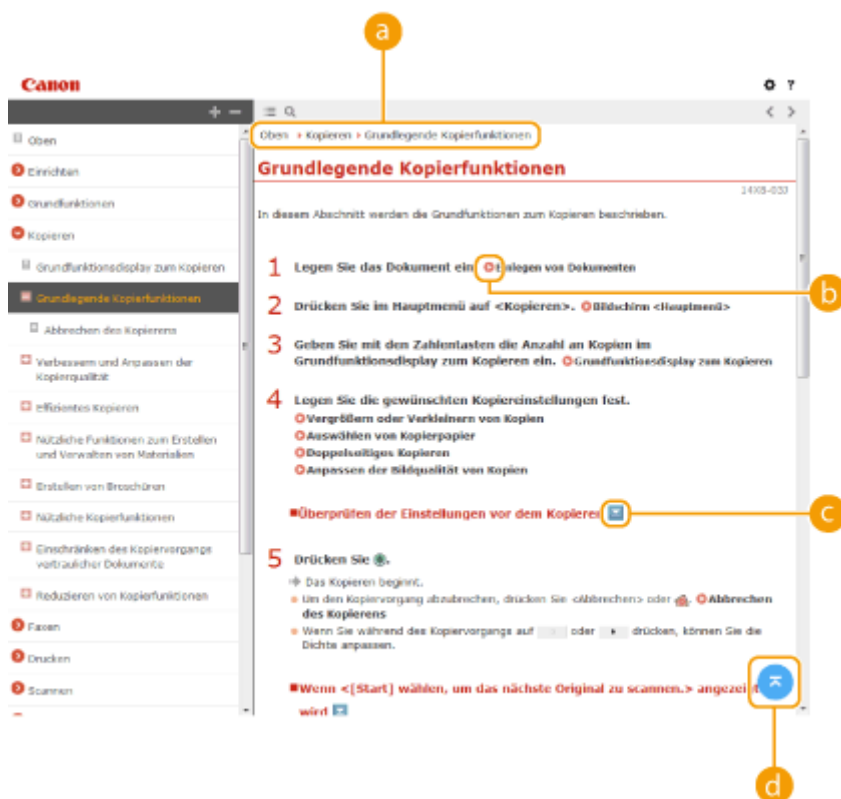 a
Canon
?
Oben
Einrichten
Grundfunktionen
Kopieren
Grundfunktionsdisplay zum Kopieren
Grundlegende Kopierfunktionen
Abbrechen des Kopierens
Verbessern und Anpassen der
Kopierqualität
Effizientes Kopieren
Nützliche Funktionen zum Erstellen
und Verwalten von Materialien
Erstellen von Broschüren
Nützliche Kopierfunktionen
Einschränken des Kopiervorgangs
vertraulicher Dokumente
Reduzieren von Kopierfunktionen
Faxen
Drucken
Scannen
Oben Kopieren Grundlegende Kopierfunktionen
Grundlegende Kopierfunktionen
In diesem Abschnitt werden die Grundfunktionen zum Kopieren beschrieben.
1 Legen Sie das Dokument ein. Einlegen von Dokumenten
b
2 Drücken Sie im Hauptmenü auf <Kopieren>. Bildschirm <Hauptmenü>
3 Geben Sie mit den Zahlentasten die Anzahl an Kopien im
Grundfunktionsdisplay zum Kopieren ein. Grundfunktionsdisplay zum Kopieren
4 Legen Sie die gewünschten Kopiereinstellungen fest.
Vergrößern oder Verkleinern von Kopien
Auswählen von Kopierpapier
Doppelseitiges Kopieren
Anpassen der Bildqualität von Kopien
Überprüfen der Einstellungen vor dem Kopieren
c
5 Drücken Sie .
Das Kopieren beginnt.
Um den Kopiervorgang abzubrechen, drücken Sie <Abbrechen> oder . Abbrechen
des Kopierens
Wenn Sie während des Kopiervorgangs auf oder drücken, können Sie die
Dichte anpassen.
Wenn <[Start] wählen, um das nächste Original zu scannen.> angezeigt
wird
d